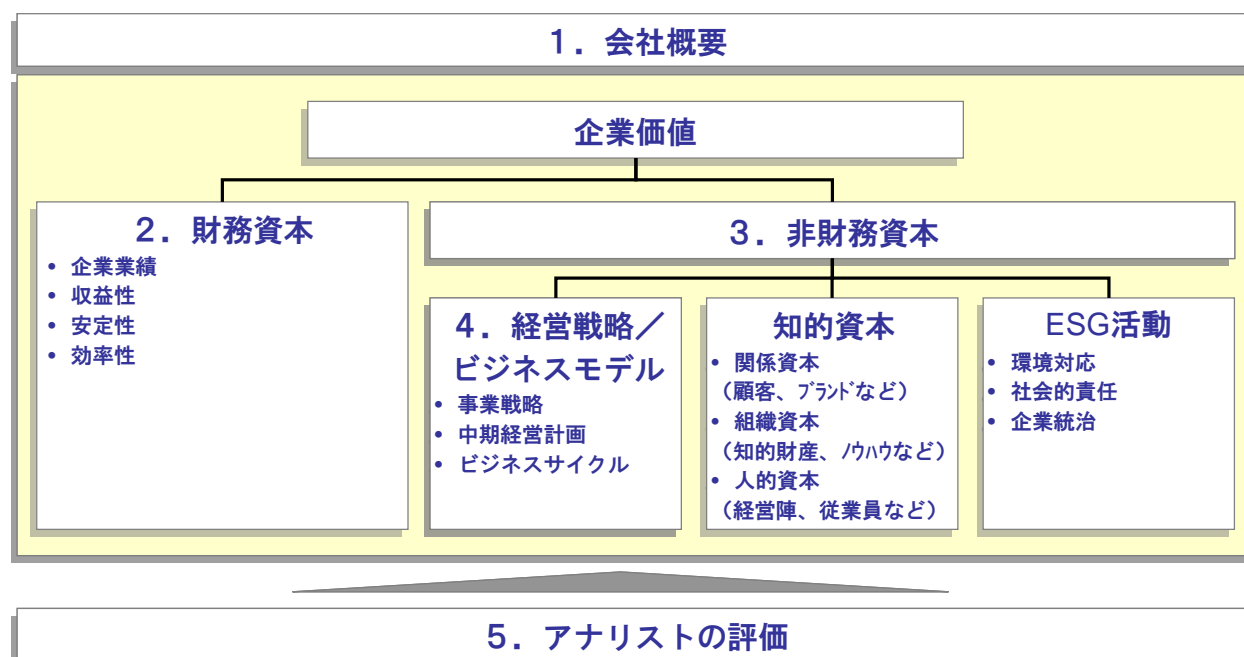 １．会社概要
企業価値
２．財務資本
• 企業業績
• 収益性
• 安定性
• 効率性
３．非財務資本
４．経営戦略／
ビジネスモデル
• 事業戦略
• 中期経営計画
• ビジネスサイクル
知的資本
• 関係資本
（顧客、ﾌﾞﾗﾝﾄﾞなど）
• 組織資本
（知的財産、ﾉｳﾊｳなど）
• 人的資本
（経営陣、従業員など）
ESG活動
• 環境対応
• 社会的責任
• 企業統治
５．アナリストの評価